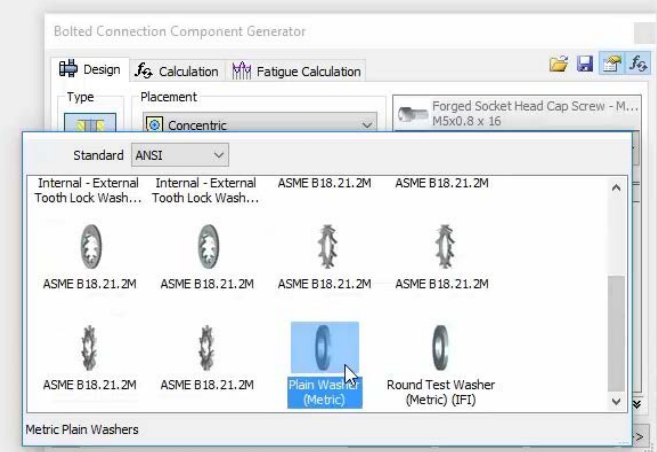 Bolted Connection Component Generator
Design
Calculation
Fatigue Calculation
Type
Placement
Concentric
Forged Socket Head Cap Screw - M...
M5x0.8 x 16
Standard
ANSI
Internal - External
Tooth Lock Wash...
Internal - External
Tooth Lock Wash...
ASME B18.21.2M
ASME B18.21.2M
ASME B18.21.2M
ASME B18.21.2M
ASME B18.21.2M
ASME B18.21.2M
ASME B18.21.2M
ASME B18.21.2M
Plain Washer
(Metric)
Round Test Washer
(Metric) (IFI)
Metric Plain Washers